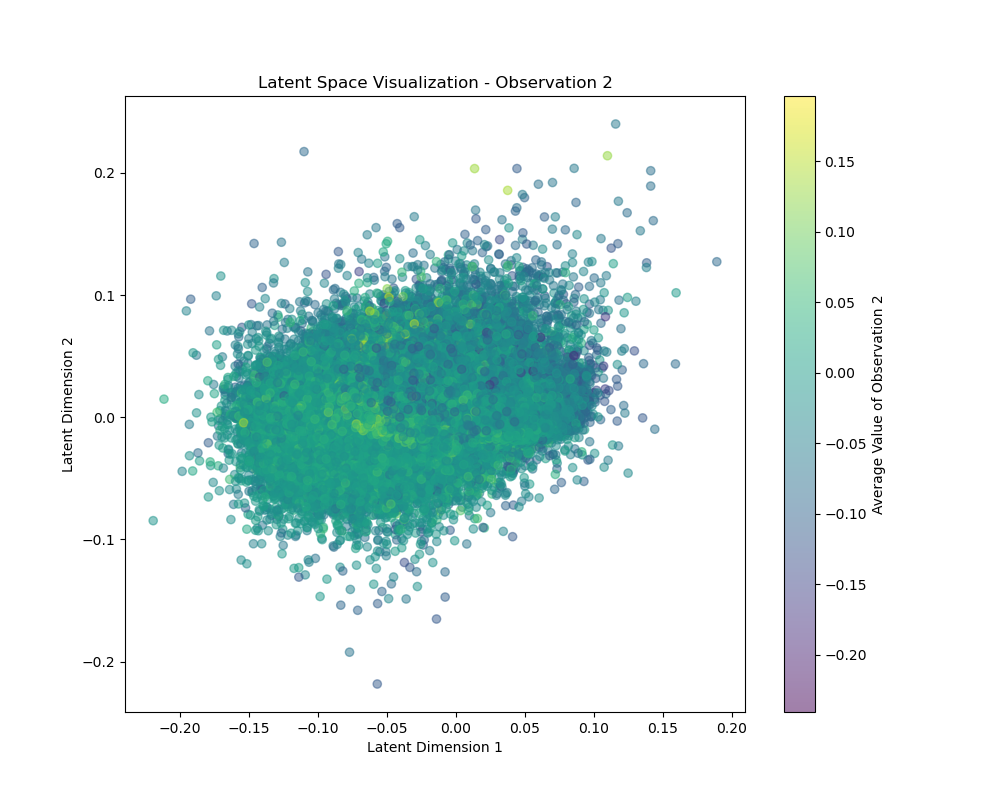 Latent Space Visualization - Observation 2
Latent Dimension 2
0.2
0.1
0.0
−0.1
−0.2
−0.20 −0.15 −0.10 −0.05 0.00 0.05 0.10 0.15 0.20
Latent Dimension 1
0.15
0.10
0.05
0.00
−0.05
−0.10
−0.15
−0.20
Average Value of Observation 2